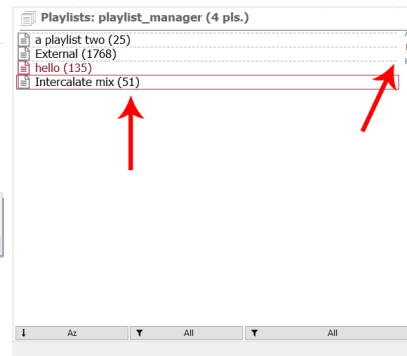 Playlists: playlist_manager (4 pls.)
a playlist two (25)
External (1768)
hello (135)
Intercalate mix (51)
Az All All